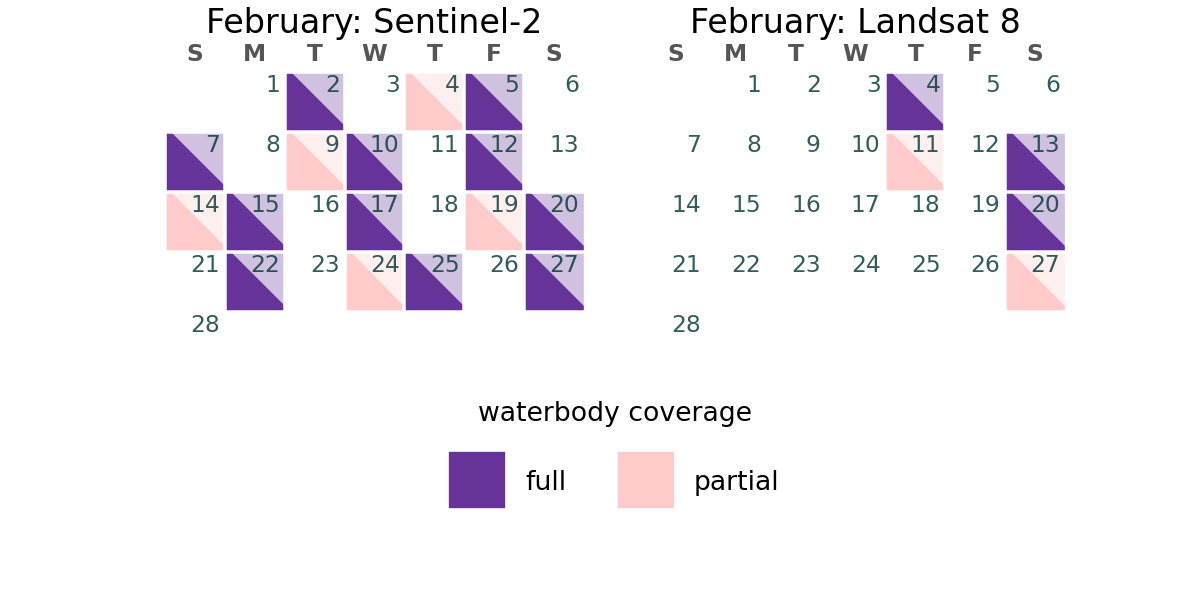 February: Sentinel-2
S M T W T F S
1 2 3 4 5 6
7 8 9 10 11 12 13
14 15 16 17 18 19 20
21 22 23 24 25 26 27
28
February: Landsat 8
S M T W T F S
1 2 3 4 5 6
7 8 9 10 11 12 13
14 15 16 17 18 19 20
21 22 23 24 25 26 27
28
waterbody coverage
full partial